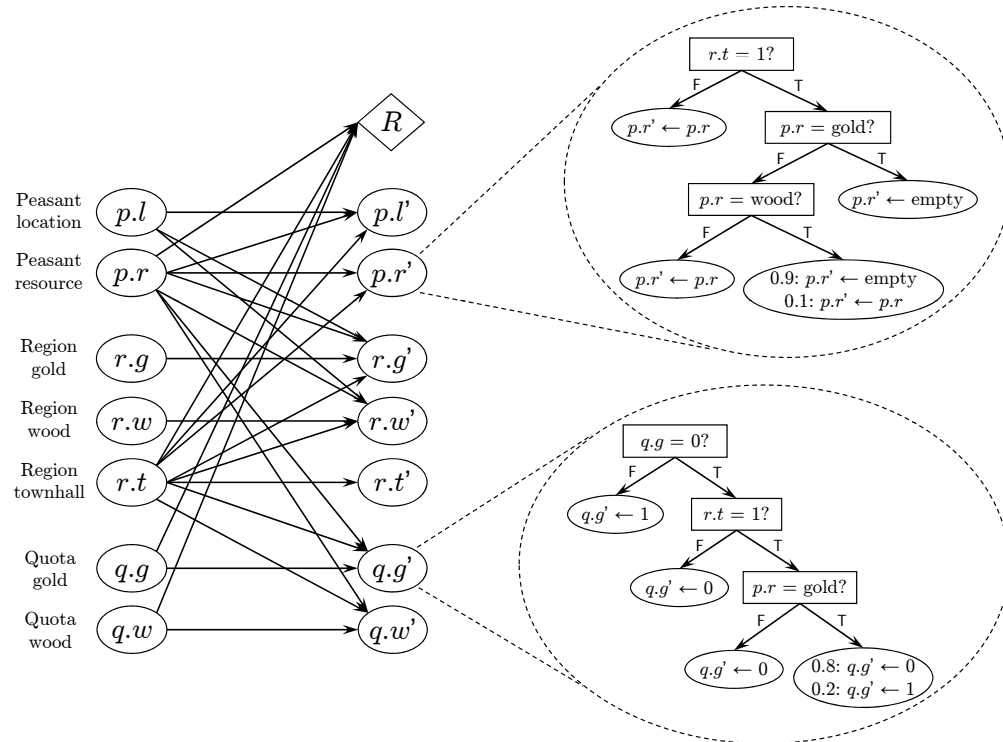 R
Peasant
location
p.l
p.l'
Peasant
resource
p.r
p.r'
Region
gold
r.g
r.g'
Region
wood
r.w
r.w'
Region
townhall
r.t
r.t'
Quota
gold
q.g
q.g'
Quota
wood
q.w
q.w'
r.t = 1?
F
T
p.r' ← p.r
p.r = gold?
F
T
p.r = wood?
p.r' ← empty
F
T
p.r' ← p.r
0.9: p.r' ← empty
0.1: p.r' ← p.r
q.g = 0?
F
T
q.g' ← 1
r.t = 1?
F
T
q.g' ← 0
p.r = gold?
F
T
q.g' ← 0
0.8: q.g' ← 0
0.2: q.g' ← 1